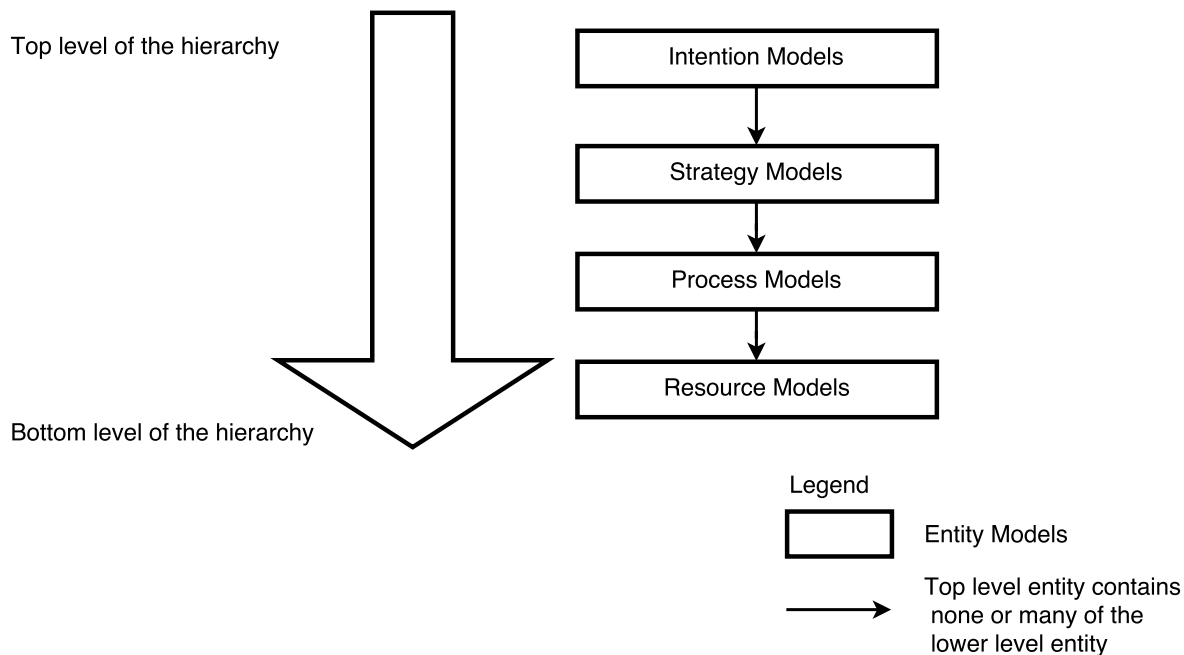 Top level of the hierarchy
Intention Models
Strategy Models
Process Models
Resource Models
Bottom level of the hierarchy
Legend
Entity Models
Top level entity contains
none or many of the
lower level entity